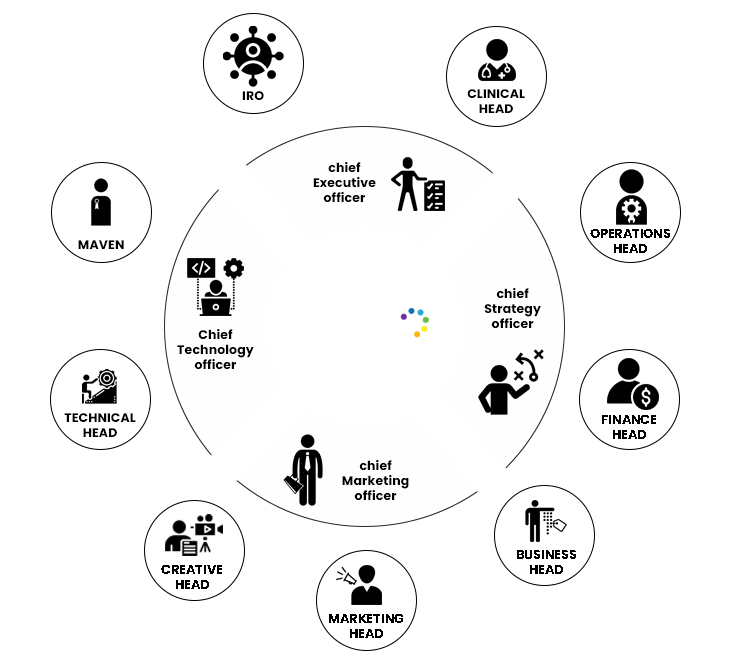 IRO
CLINICAL
HEAD
chief
Executive
officer
MAVEN
OPERATIONS
HEAD
</>
chief
Strategy
officer
Chief
Technology
officer
TECHNICAL
HEAD
$
FINANCE
HEAD
chief
Marketing
officer
CREATIVE
HEAD
BUSINESS
HEAD
MARKETING
HEAD